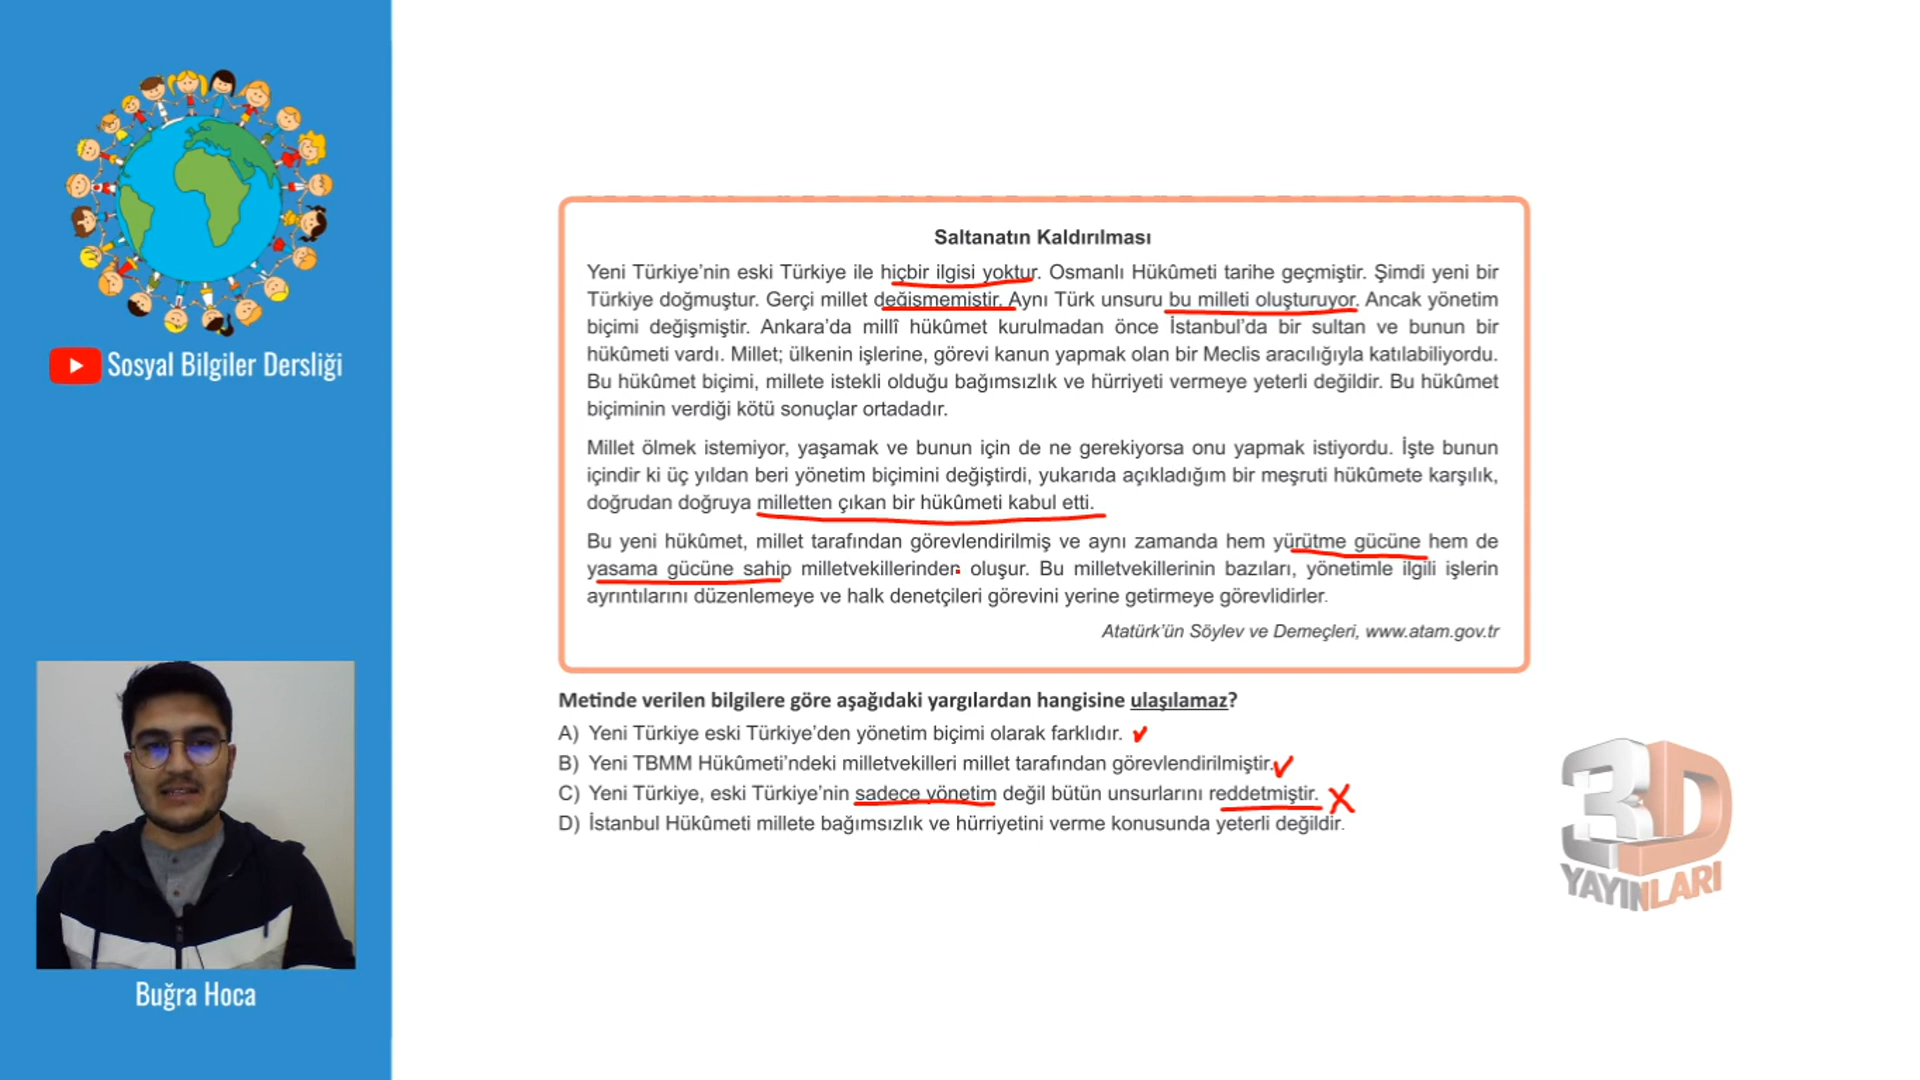 Sosyal Bilgiler Dersliği
Buğra Hoca
Saltanatın Kaldırılması
Yeni Türkiye’nin eski Türkiye ile hiçbir ilgisi yoktur. Osmanlı Hükûmeti tarihe geçmiştir. Şimdi yeni bir
Türkiye doğmuştur. Gerçi millet değişmemiştir. Aynı Türk unsuru bu milleti oluşturuyor. Ancak yönetim
biçimi değişmiştir. Ankara’da millî hükûmet kurulmadan önce İstanbul’da bir sultan ve bunun bir
hükûmeti vardı. Millet; ülkenin işlerine, görevi kanun yapmak olan bir Meclis aracılığıyla katılabiliyordu.
Bu hükûmet biçimi, millete istekli olduğu bağımsızlık ve hürriyeti vermeye yeterli değildir. Bu hükûmet
biçiminin verdiği kötü sonuçlar ortadadır.
Millet ölmek istemiyor, yaşamak ve bunun için de ne gerekiyorsa onu yapmak istiyordu. İşte bunun
içindir ki üç yıldan beri yönetim biçimini değiştirdi, yukarıda açıkladığım bir meşruti hükûmete karşılık,
doğrudan doğruya milletten çıkan bir hükûmeti kabul etti.
Bu yeni hükûmet, millet tarafından görevlendirilmiş ve aynı zamanda hem yürütme gücüne hem de
yasama gücüne sahip milletvekillerinden oluşur. Bu milletvekillerinin bazıları, yönetimle ilgili işlerin
ayrıntılarını düzenlemeye ve halk denetçileri görevini yerine getirmeye görevlidirler.
Atatürk’ün Söylev ve Demeçleri, www.atam.gov.tr
Metinde verilen bilgilere göre aşağıdaki yargılardan hangisine ulaşılamaz?
A) Yeni Türkiye eski Türkiye’den yönetim biçimi olarak farklıdır.
B) Yeni TBMM Hükûmeti’ndeki milletvekilleri millet tarafından görevlendirilmiştir.
C) Yeni Türkiye, eski Türkiye’nin sadece yönetim değil bütün unsurlarını reddetmiştir.
D) İstanbul Hükûmeti millete bağımsızlık ve hürriyetini verme konusunda yeterli değildir.
3D
YAYINLARI